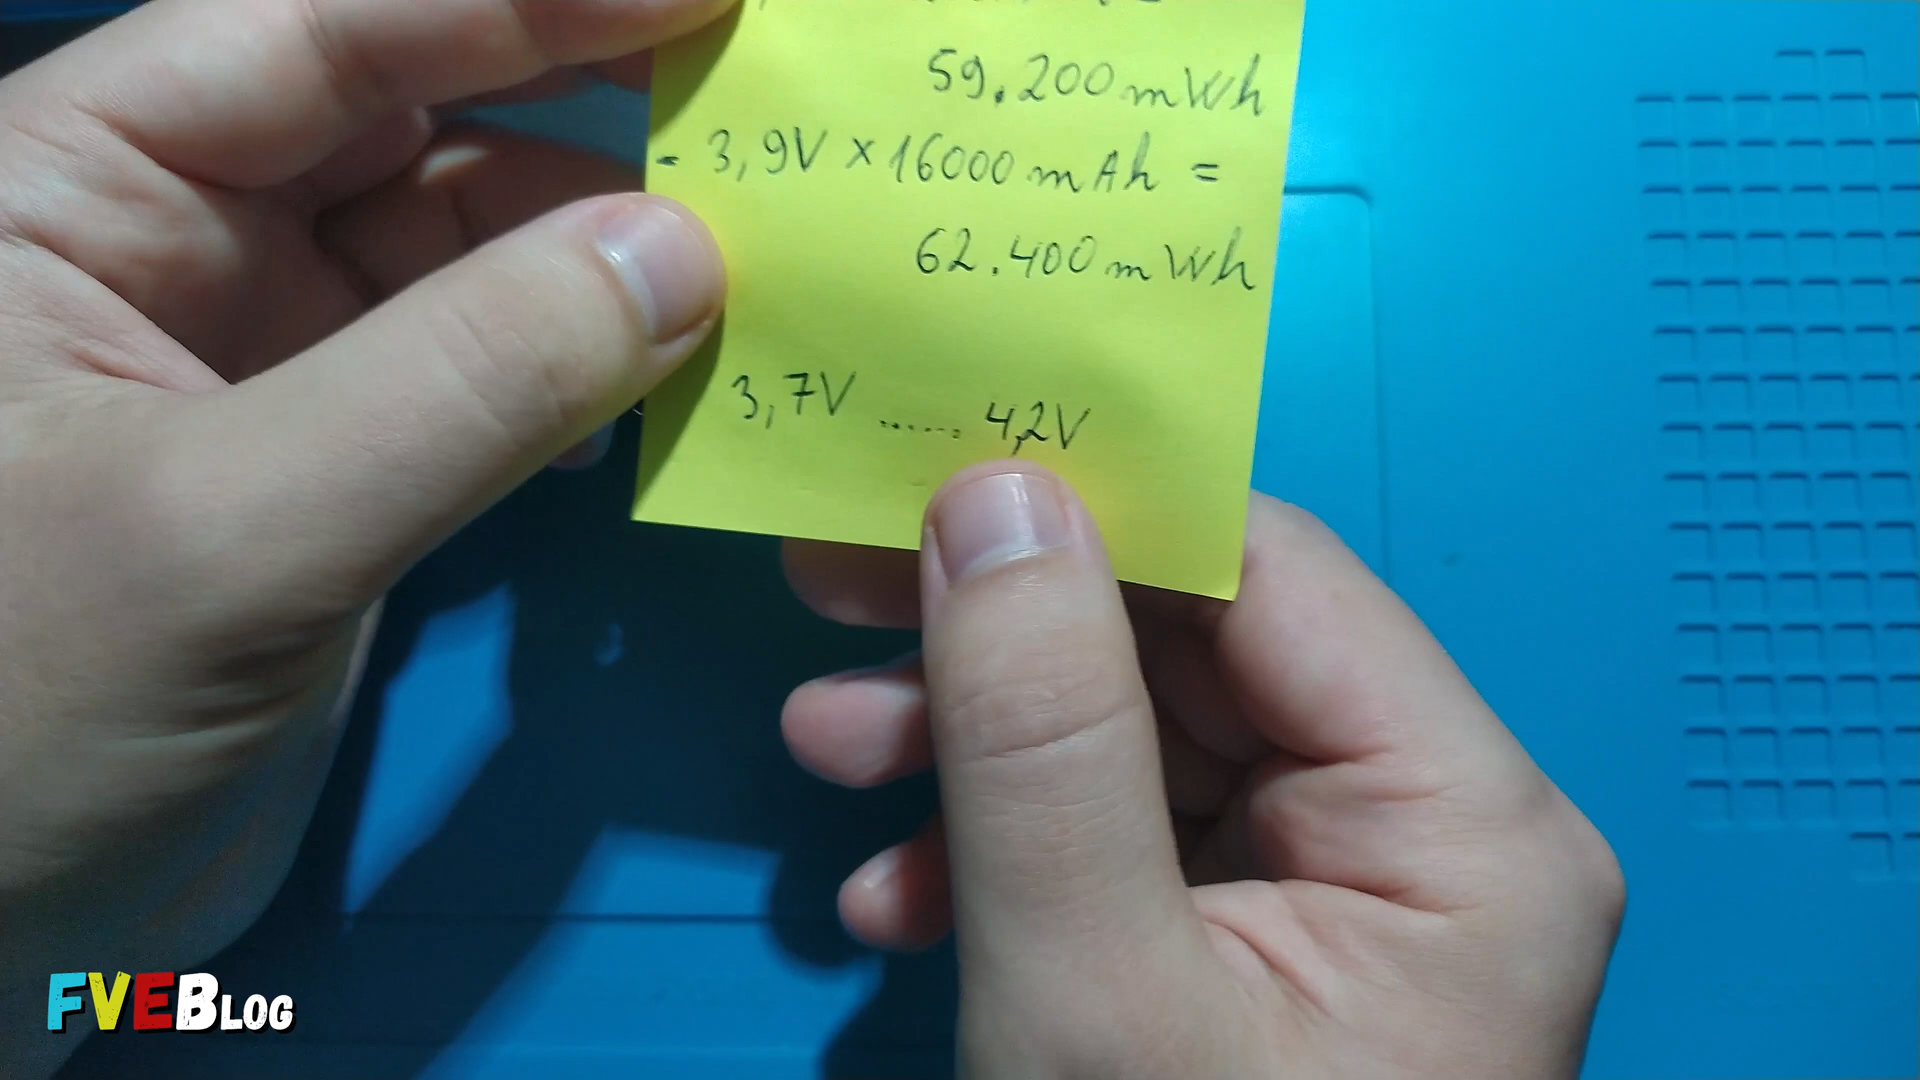 59.200 mWh
- 3,9V x 16000 mAh =
62.400 mWh
3,7V ...... 4,2V
FVEBLOG